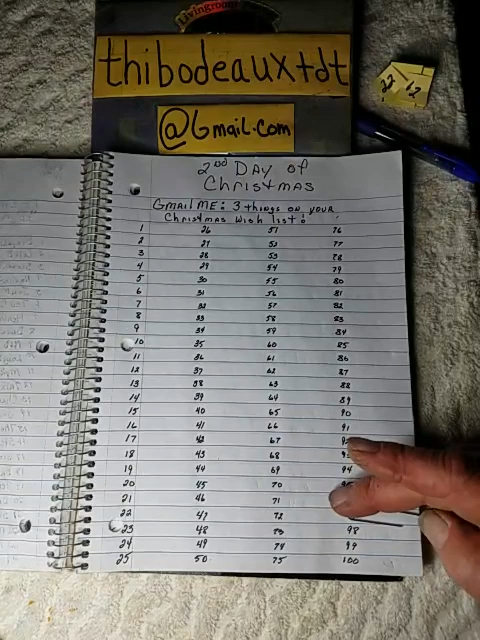 Livingroom
thibodeaux+dt
@Gmail.com
22 12
2nd Day of
Christmas
Gmail Me: 3 things on your
Christmas wish list!
1 26 51 76
2 27 52 77
3 28 53 78
4 29 54 79
5 30 55 80
6 31 56 81
7 32 57 82
8 33 58 83
9 34 59 84
10 35 60 85
11 36 61 86
12 37 62 87
13 38 63 88
14 39 64 89
15 40 65 90
16 41 66 91
17 42 67
18 43 68
19 44 69 94
20 45 70
21 46 71
22 47 72
23 48 73 98
24 49 74 99
25 50 75 100